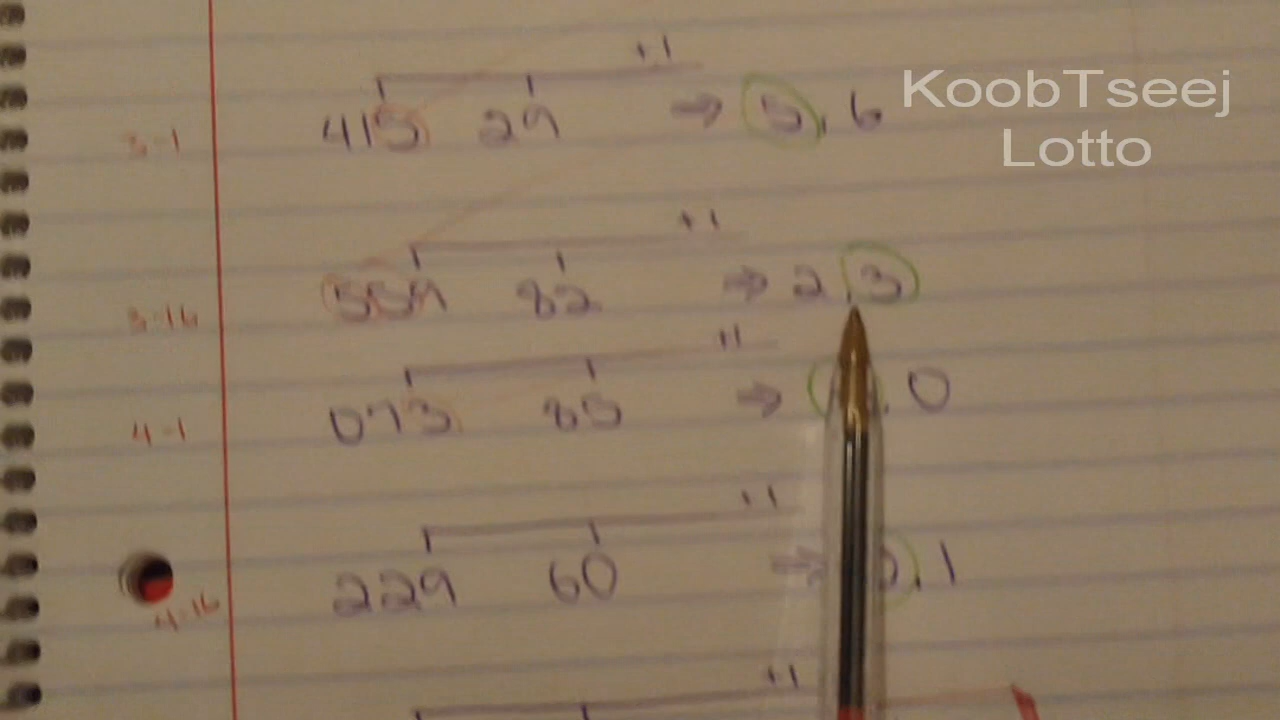 +1
3-1 415 29 ⇒ 5, 6
KoobTseej
Lotto
+1
3-16 559 82 ⇒ 2, 3
+1
4-1 073 85 ⇒ , 0
+1
4-16 229 60 ⇒ , 1
+1